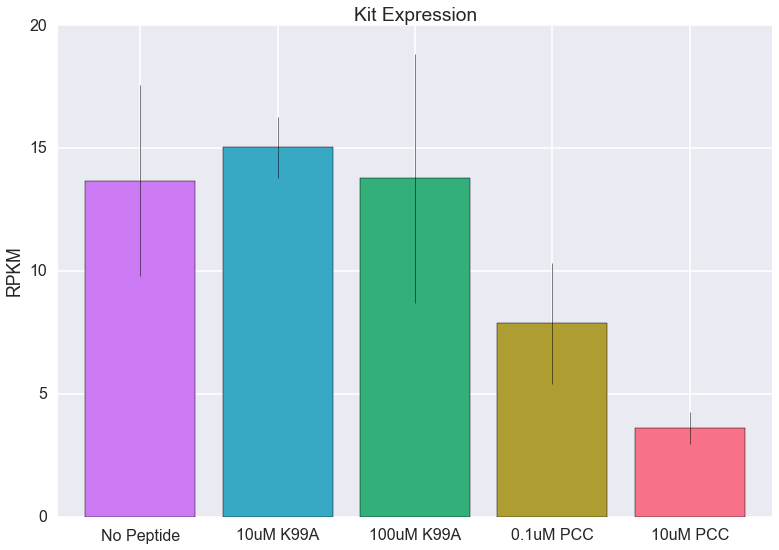 Kit Expression
20
15
10
5
0
RPKM
No Peptide
10uM K99A
100uM K99A
0.1uM PCC
10uM PCC